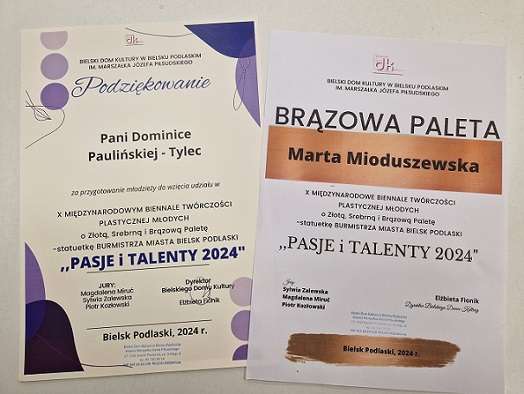 BIELSKI DOM KULTURY W BIELSKU PODLASKIM
IM. MARSZAŁKA JÓZEFA PIŁSUDSKIEGO
Podziękowanie
Pani Dominice
Paulińskiej - Tylec
za przygotowanie młodzieży do wzięcia udziału w
X MIĘDZYNARODOWYM BIENNALE TWÓRCZOŚCI
PLASTYCZNEJ MŁODYCH
o Złotą, Srebrną i Brązową Paletę
-statuetkę BURMISTRZA MIASTA BIELSK PODLASKI
,,PASJE i TALENTY 2024"
JURY:
Magdalena Miruć
Sylwia Zalewska
Piotr Kozłowski
Dyrektor
Bielskiego Domu Kultury
Elżbieta Fionik
Bielsk Podlaski, 2024 r.
BIELSKI DOM KULTURY W BIELSKU PODLASKIM
IM. MARSZAŁKA JÓZEFA PIŁSUDSKIEGO
BRĄZOWA PALETA
Marta Mioduszewska
X MIĘDZYNARODOWE BIENNALE TWÓRCZOŚCI
PLASTYCZNEJ MŁODYCH
o Złotą, Srebrną i Brązową Paletę
-statuetkę BURMISTRZA MIASTA BIELSK PODLASKI
,,PASJE i TALENTY 2024"
Jury:
Sylwia Zalewska
Magdalena Miruć
Piotr Kozłowski
Elżbieta Fionik
Dyrektor Bielskiego Domu Kultury
Bielsk Podlaski, 2024 r.